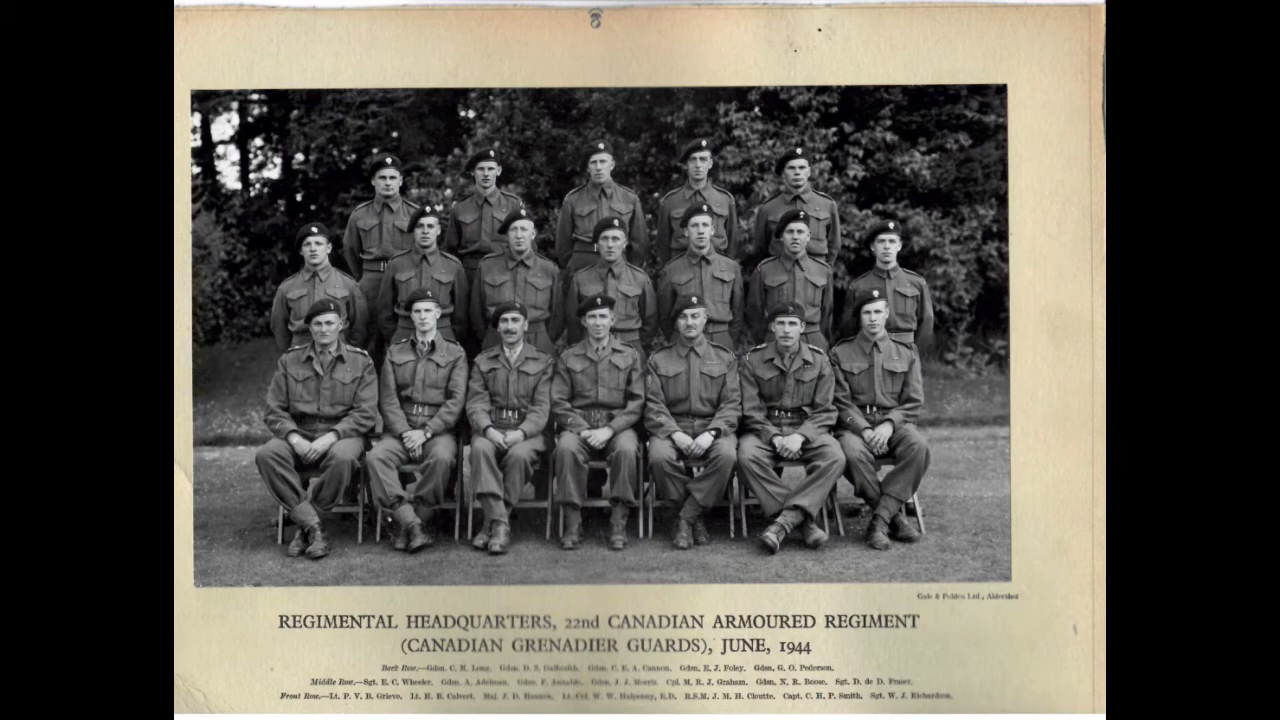 Gale & Polden Ltd., Aldershot
REGIMENTAL HEADQUARTERS, 22nd CANADIAN ARMOURED REGIMENT
(CANADIAN GRENADIER GUARDS), JUNE, 1944
Back Row.—Gdsn. C. M. Long. Gdsn. D. S. Galbraith. Gdsn. C. E. A. Cannon. Gdsn. E. J. Foley. Gdsn. G. O. Pederson.
Middle Row.—Sgt. E. C. Wheeler. Gdsn. A. Adelman. Gdsn. F. Gdsn. J. J. Morris. Cpl. M. R. J. Graham. Gdsn. N. R. Boose. Sgt. D. de D. Fraser.
Front Row.—Lt. P. V. B. Grieve. Lt. H. B. Calvert. Maj. J. D. Lt.-Col. W. W. Halpenny, E.D. R.S.M. J. M. H. Cloutte. Capt. C. H. P. Smith. Sgt. W. J. Richardson.